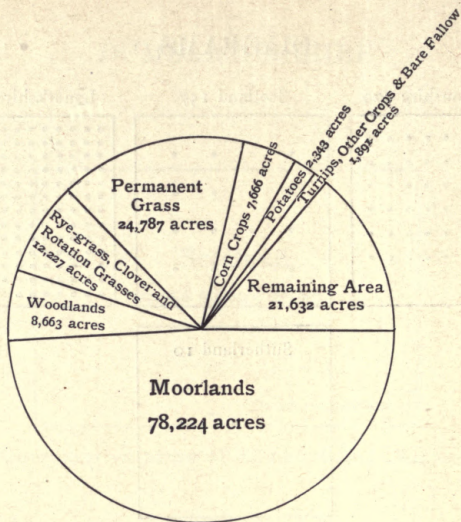 Turnips, Other Crops & Bare Fallow
1,891 acres
Potatoes 2,343 acres
Corn Crops 7,666 acres
Permanent
Grass
24,787 acres
Rye-grass, Clover and
Rotation Grasses
12,227 acres
Woodlands
8,663 acres
Remaining Area
21,632 acres
Moorlands
78,224 acres